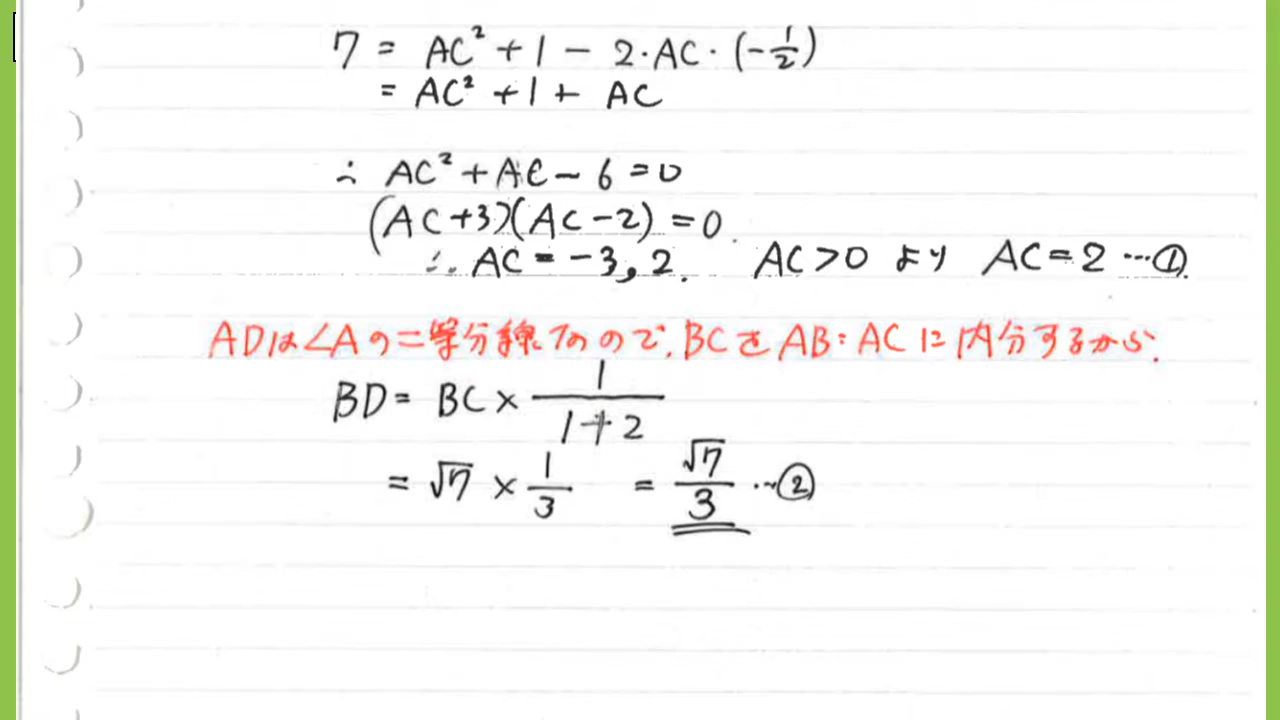 7 = AC² + 1 − 2・AC・(−1/2)
= AC² + 1 + AC
∴ AC² + AC − 6 = 0
(AC+3)(AC−2) = 0.
∴ AC = −3, 2. AC>0 より AC=2 …①
ADは∠Aの二等分線なので, BCをAB:ACに内分するから.
BD = BC × 1/(1+2)
= √7 × 1/3 = √7/3 …②